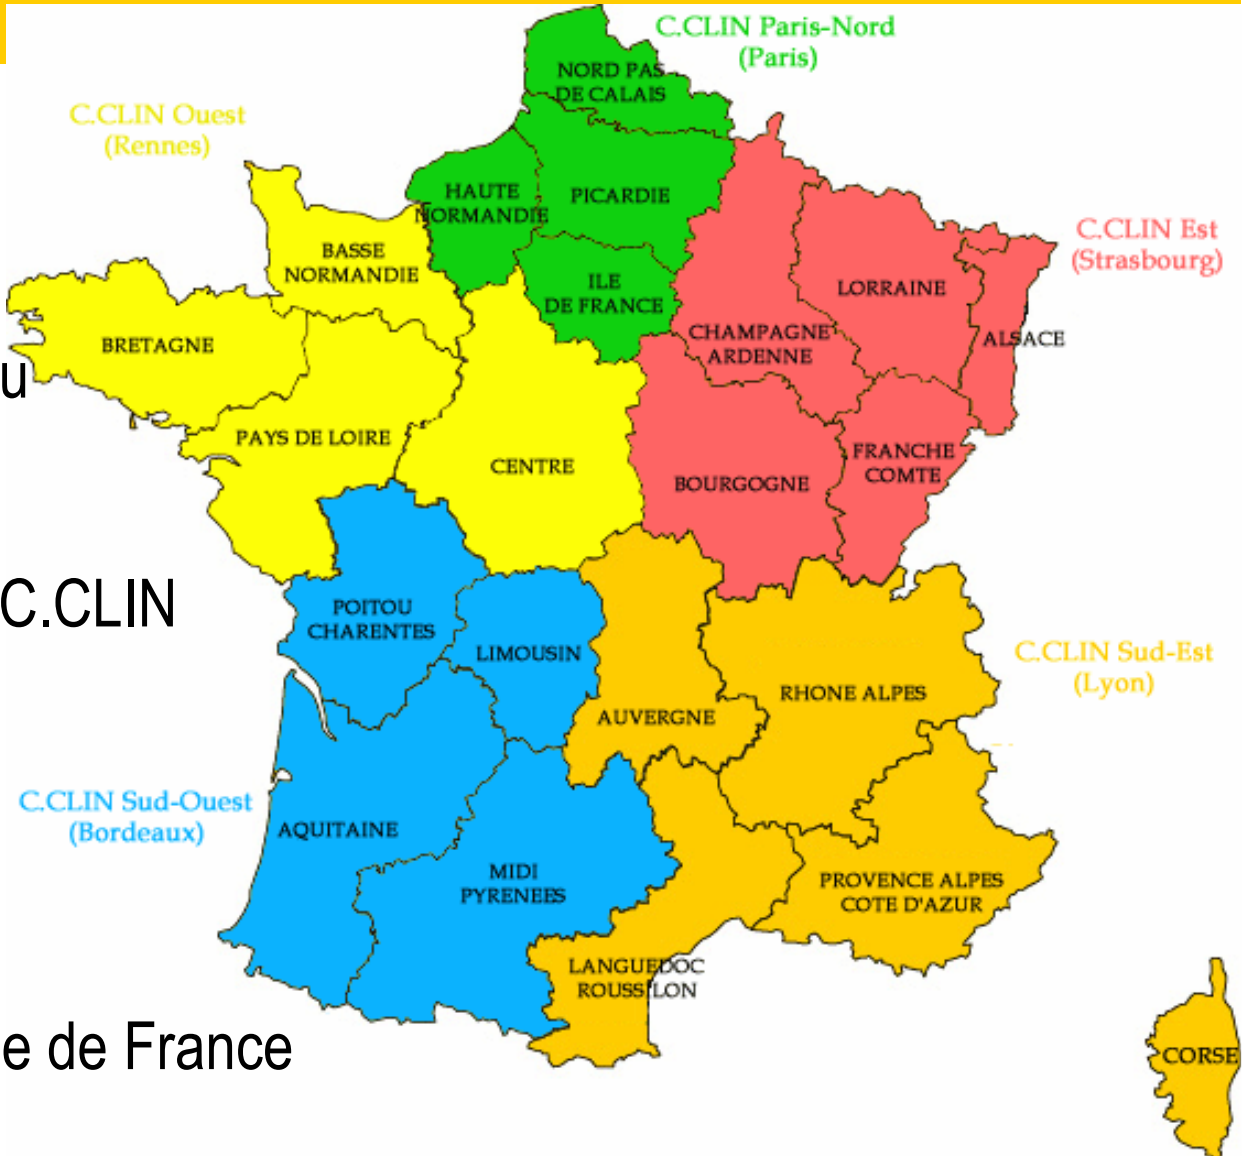 C.CLIN Paris-Nord
(Paris)
NORD PAS
DE CALAIS
C.CLIN Ouest
(Rennes)
HAUTE
NORMANDIE
PICARDIE
C.CLIN Est
(Strasbourg)
BASSE
NORMANDIE
ILE
DE FRANCE
LORRAINE
BRETAGNE
CHAMPAGNE
ARDENNE
ALSACE
u
PAYS DE LOIRE
CENTRE
FRANCHE
COMTE
BOURGOGNE
C.CLIN
POITOU
CHARENTES
LIMOUSIN
C.CLIN Sud-Est
(Lyon)
RHONE ALPES
AUVERGNE
C.CLIN Sud-Ouest
(Bordeaux)
AQUITAINE
MIDI
PYRENEES
PROVENCE ALPES
COTE D'AZUR
LANGUEDOC
ROUSSILON
e de France
CORSE